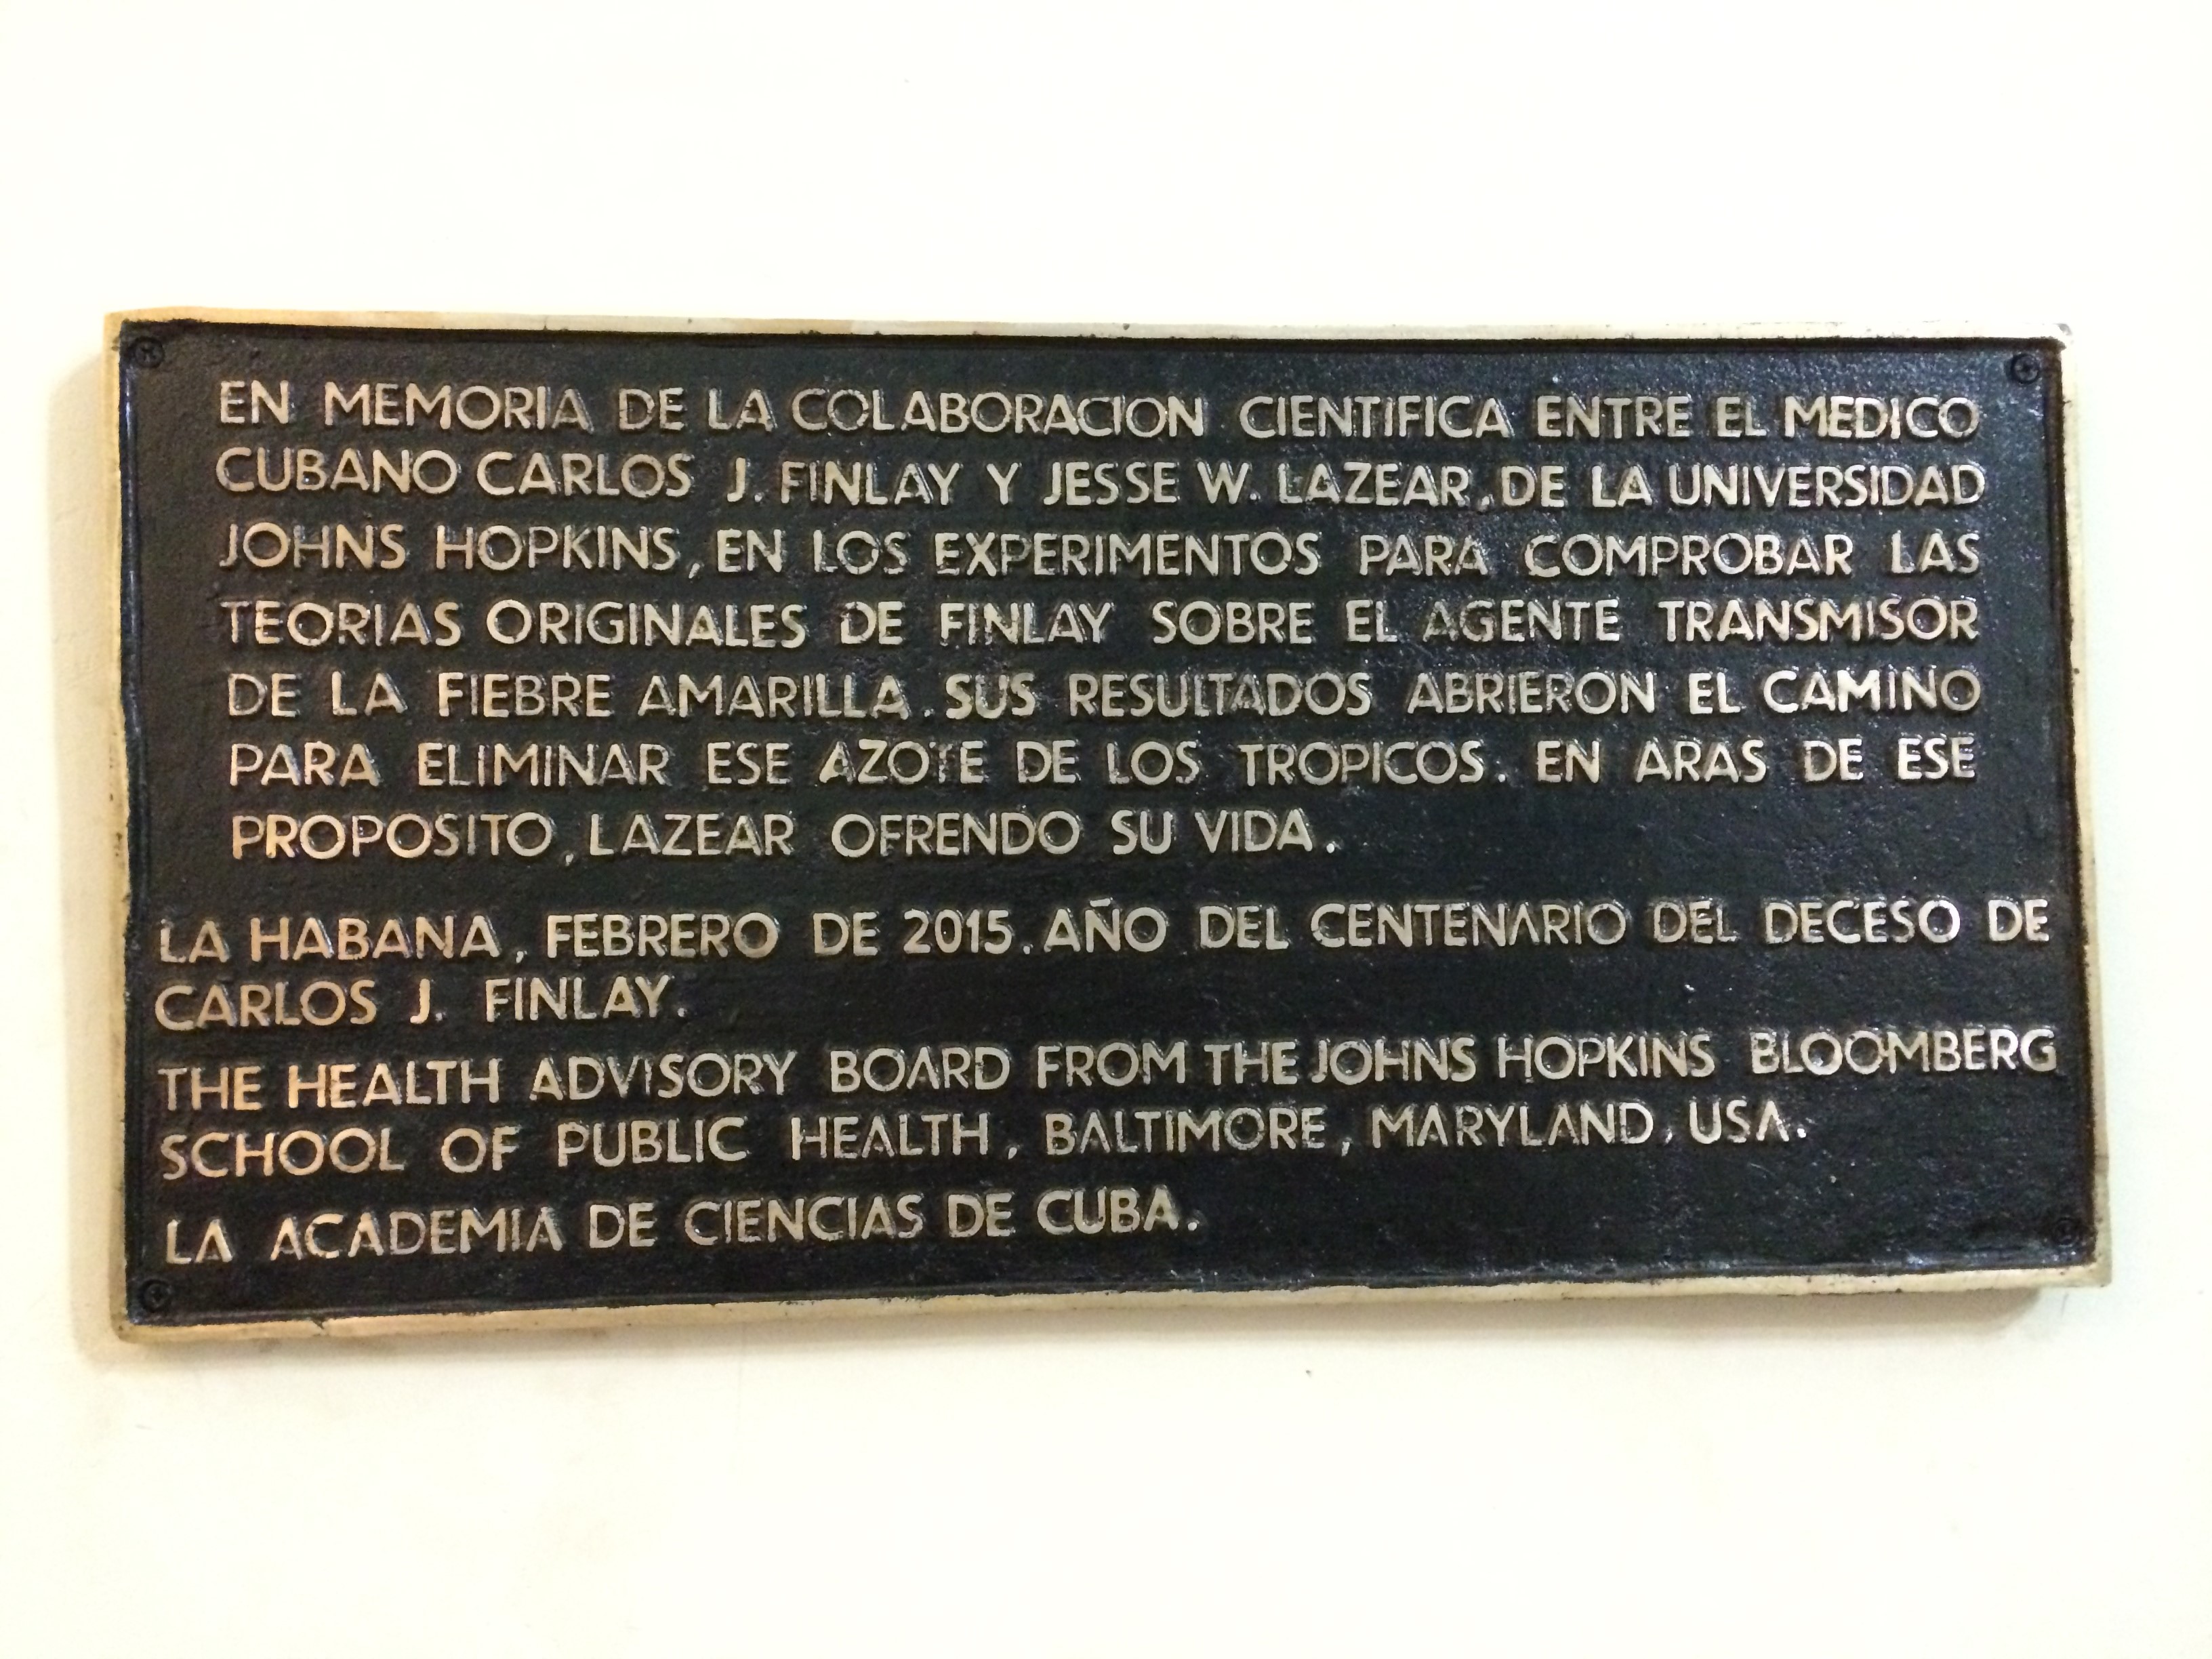 EN MEMORIA DE LA COLABORACION CIENTIFICA ENTRE EL MEDICO
CUBANO CARLOS J. FINLAY Y JESSE W. LAZEAR, DE LA UNIVERSIDAD
JOHNS HOPKINS, EN LOS EXPERIMENTOS PARA COMPROBAR LAS
TEORIAS ORIGINALES DE FINLAY SOBRE EL AGENTE TRANSMISOR
DE LA FIEBRE AMARILLA. SUS RESULTADOS ABRIERON EL CAMINO
PARA ELIMINAR ESE AZOTE DE LOS TROPICOS. EN ARAS DE ESE
PROPOSITO, LAZEAR OFRENDO SU VIDA.
LA HABANA, FEBRERO DE 2015. AÑO DEL CENTENARIO DEL DECESO DE
CARLOS J. FINLAY.
THE HEALTH ADVISORY BOARD FROM THE JOHNS HOPKINS BLOOMBERG
SCHOOL OF PUBLIC HEALTH, BALTIMORE, MARYLAND, USA.
LA ACADEMIA DE CIENCIAS DE CUBA.